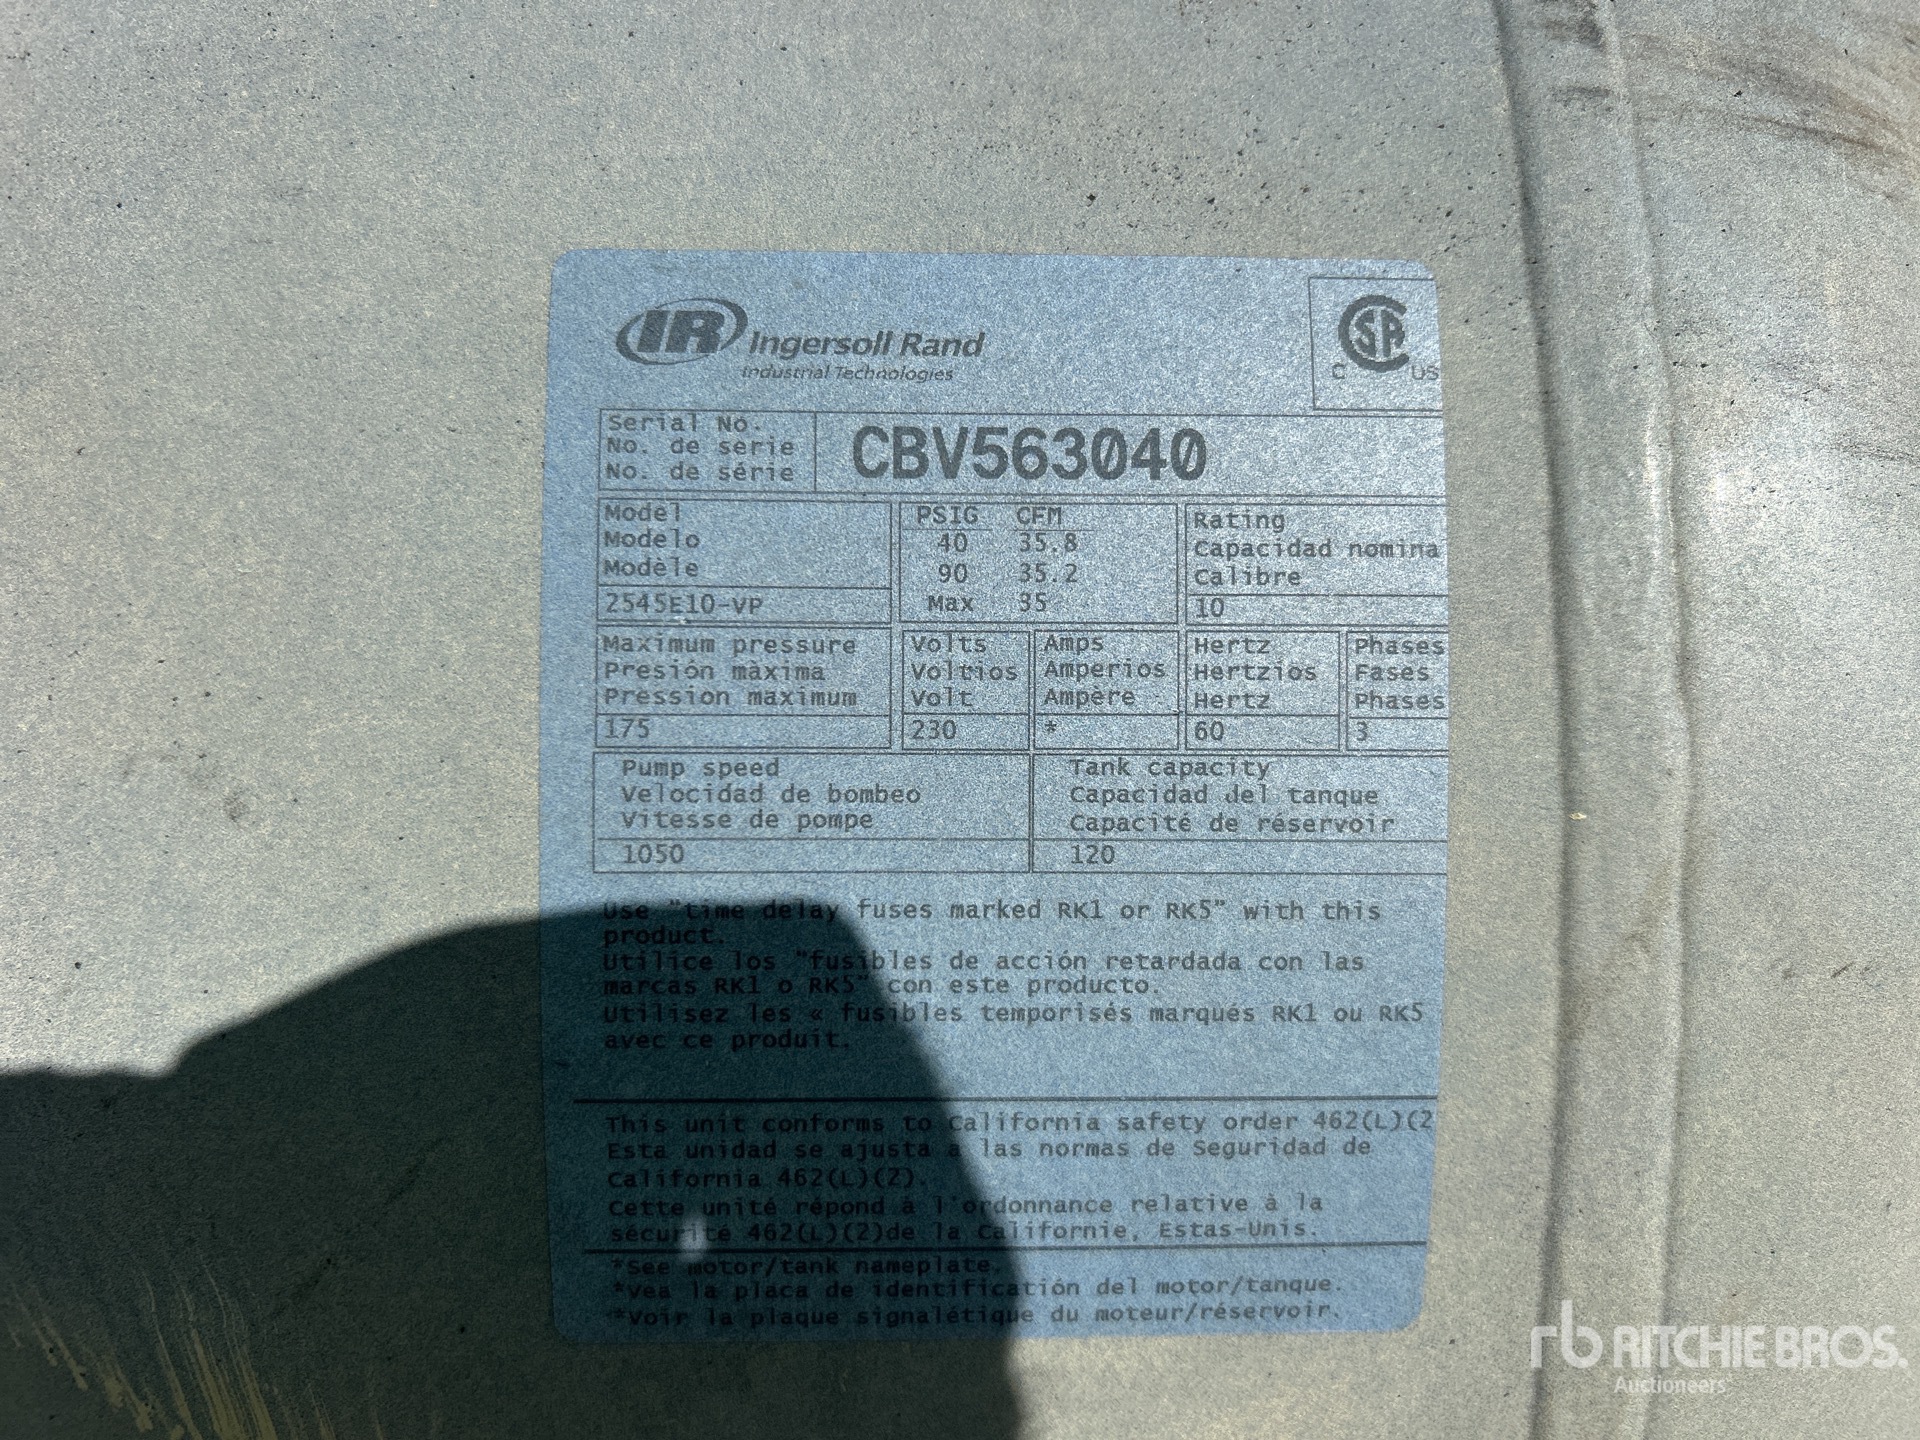 IR Ingersoll Rand
Industrial Technologies
CSA
C US
Serial No.
No. de serie
No. de série
CBV563040
Model
Modelo
Modèle
2545E10-VP
PSIG CFM
40 35.8
90 35.2
Max 35
Rating
Capacidad nomina
Calibre
10
Maximum pressure
Presión màxima
Pression maximum
175
Volts
Voltios
Volt
230
Amps
Amperios
Ampère
*
Hertz
Hertzios
Hertz
60
Phases
Fases
Phases
3
Pump speed
Velocidad de bombeo
Vitesse de pompe
1050
Tank capacity
Capacidad del tanque
Capacité de réservoir
120
Use "time delay fuses marked RK1 or RK5" with this
product.
Utilice los "fusibles de acción retardada con las
marcas RK1 o RK5" con este producto.
Utilisez les « fusibles temporisés marqués RK1 ou RK5
avec ce produit.
This unit conforms to California safety order 462(L)(2
Esta unidad se ajusta a las normas de Seguridad de
California 462(L)(2).
Cette unité répond à l'ordonnance relative à la
sécurité 462(L)(2)de la Californie, Estas-Unis.
*See motor/tank nameplate.
*Vea la placa de identificación del motor/tanque.
*Voir la plaque signalétique du moteur/réservoir.
rb RITCHIE BROS.
Auctioneers